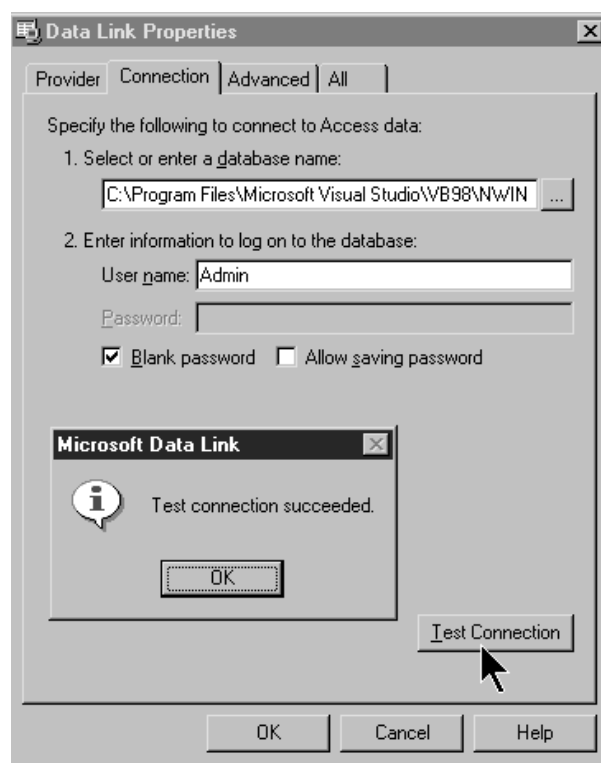 Data Link Properties
Provider Connection Advanced All
Specify the following to connect to Access data:
1. Select or enter a database name:
C:\Program Files\Microsoft Visual Studio\VB98\NWIN ...
2. Enter information to log on to the database:
User name: Admin
Password:
Blank password Allow saving password
Microsoft Data Link
Test connection succeeded.
OK
Test Connection
OK Cancel Help